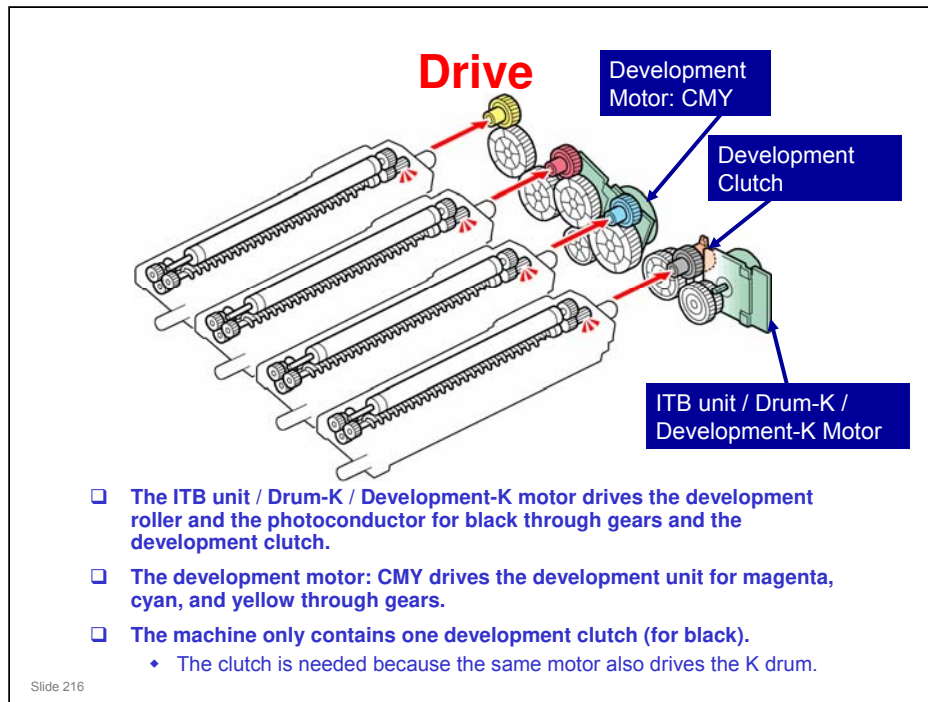 Drive
Development
Motor: CMY
Development
Clutch
ITB unit / Drum-K /
Development-K Motor
❑ The ITB unit / Drum-K / Development-K motor drives the development
roller and the photoconductor for black through gears and the
development clutch.
❑ The development motor: CMY drives the development unit for magenta,
cyan, and yellow through gears.
❑ The machine only contains one development clutch (for black).
◆ The clutch is needed because the same motor also drives the K drum.
Slide 216